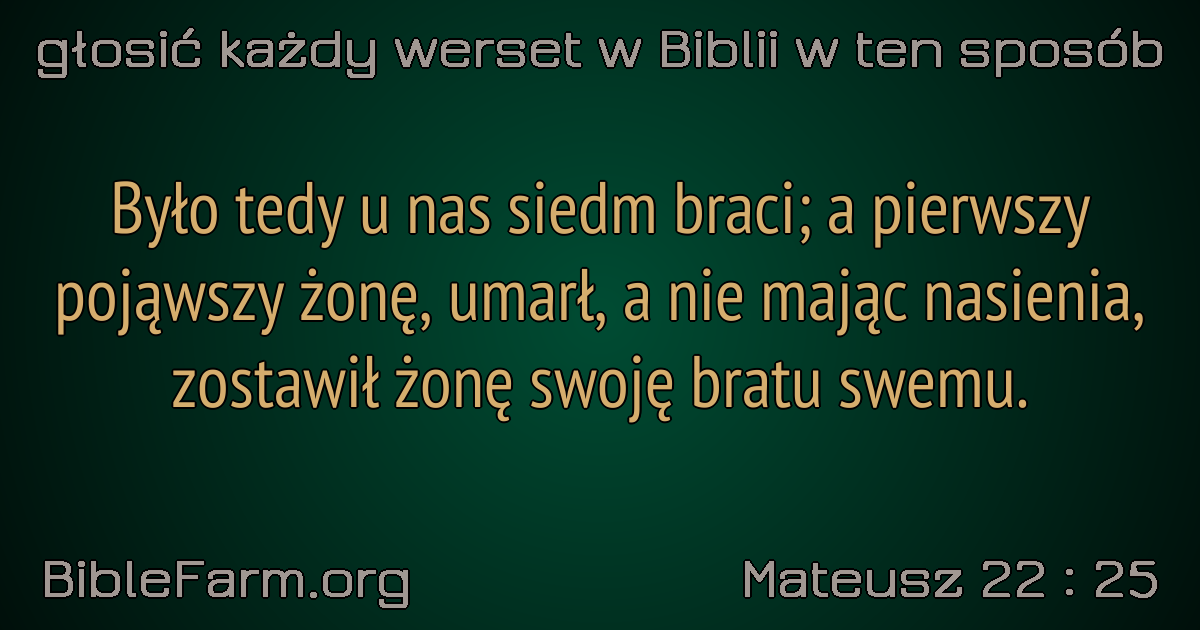 głosić każdy werset w Biblii w ten sposób
Było tedy u nas siedm braci; a pierwszy
pojąwszy żonę, umarł, a nie mając nasienia,
zostawił żonę swoję bratu swemu.
BibleFarm.org
Mateusz 22 : 25